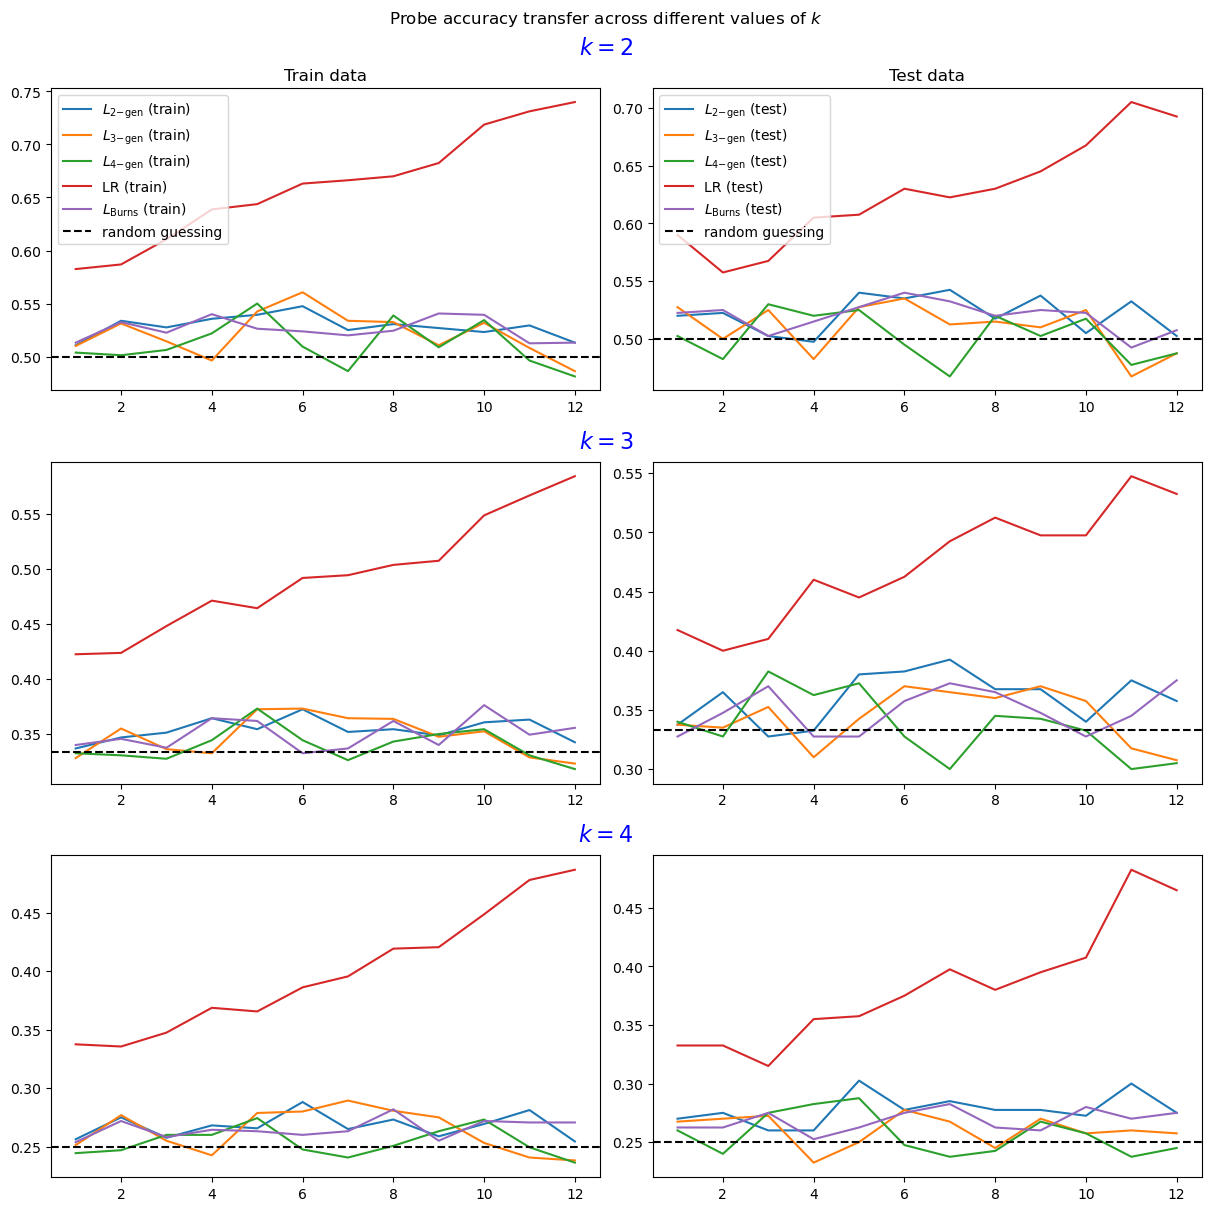 Probe accuracy transfer across different values of k
k = 2
Train data
Test data
0.75
0.70
0.65
0.60
0.55
0.50
2 4 6 8 10 12
L2−gen (train)
L3−gen (train)
L4−gen (train)
LR (train)
LBurns (train)
random guessing
0.70
0.65
0.60
0.55
0.50
2 4 6 8 10 12
L2−gen (test)
L3−gen (test)
L4−gen (test)
LR (test)
LBurns (test)
random guessing
k = 3
0.55
0.50
0.45
0.40
0.35
2 4 6 8 10 12
0.55
0.50
0.45
0.40
0.35
0.30
2 4 6 8 10 12
k = 4
0.45
0.40
0.35
0.30
0.25
2 4 6 8 10 12
0.45
0.40
0.35
0.30
0.25
2 4 6 8 10 12